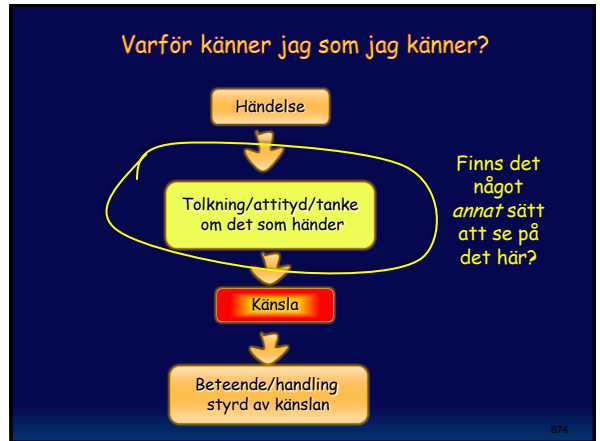 Varför känner jag som jag känner?
Händelse
Tolkning/attityd/tanke
om det som händer
Finns det
något
annat sätt
att se på
det här?
Känsla
Beteende/handling
styrd av känslan
874